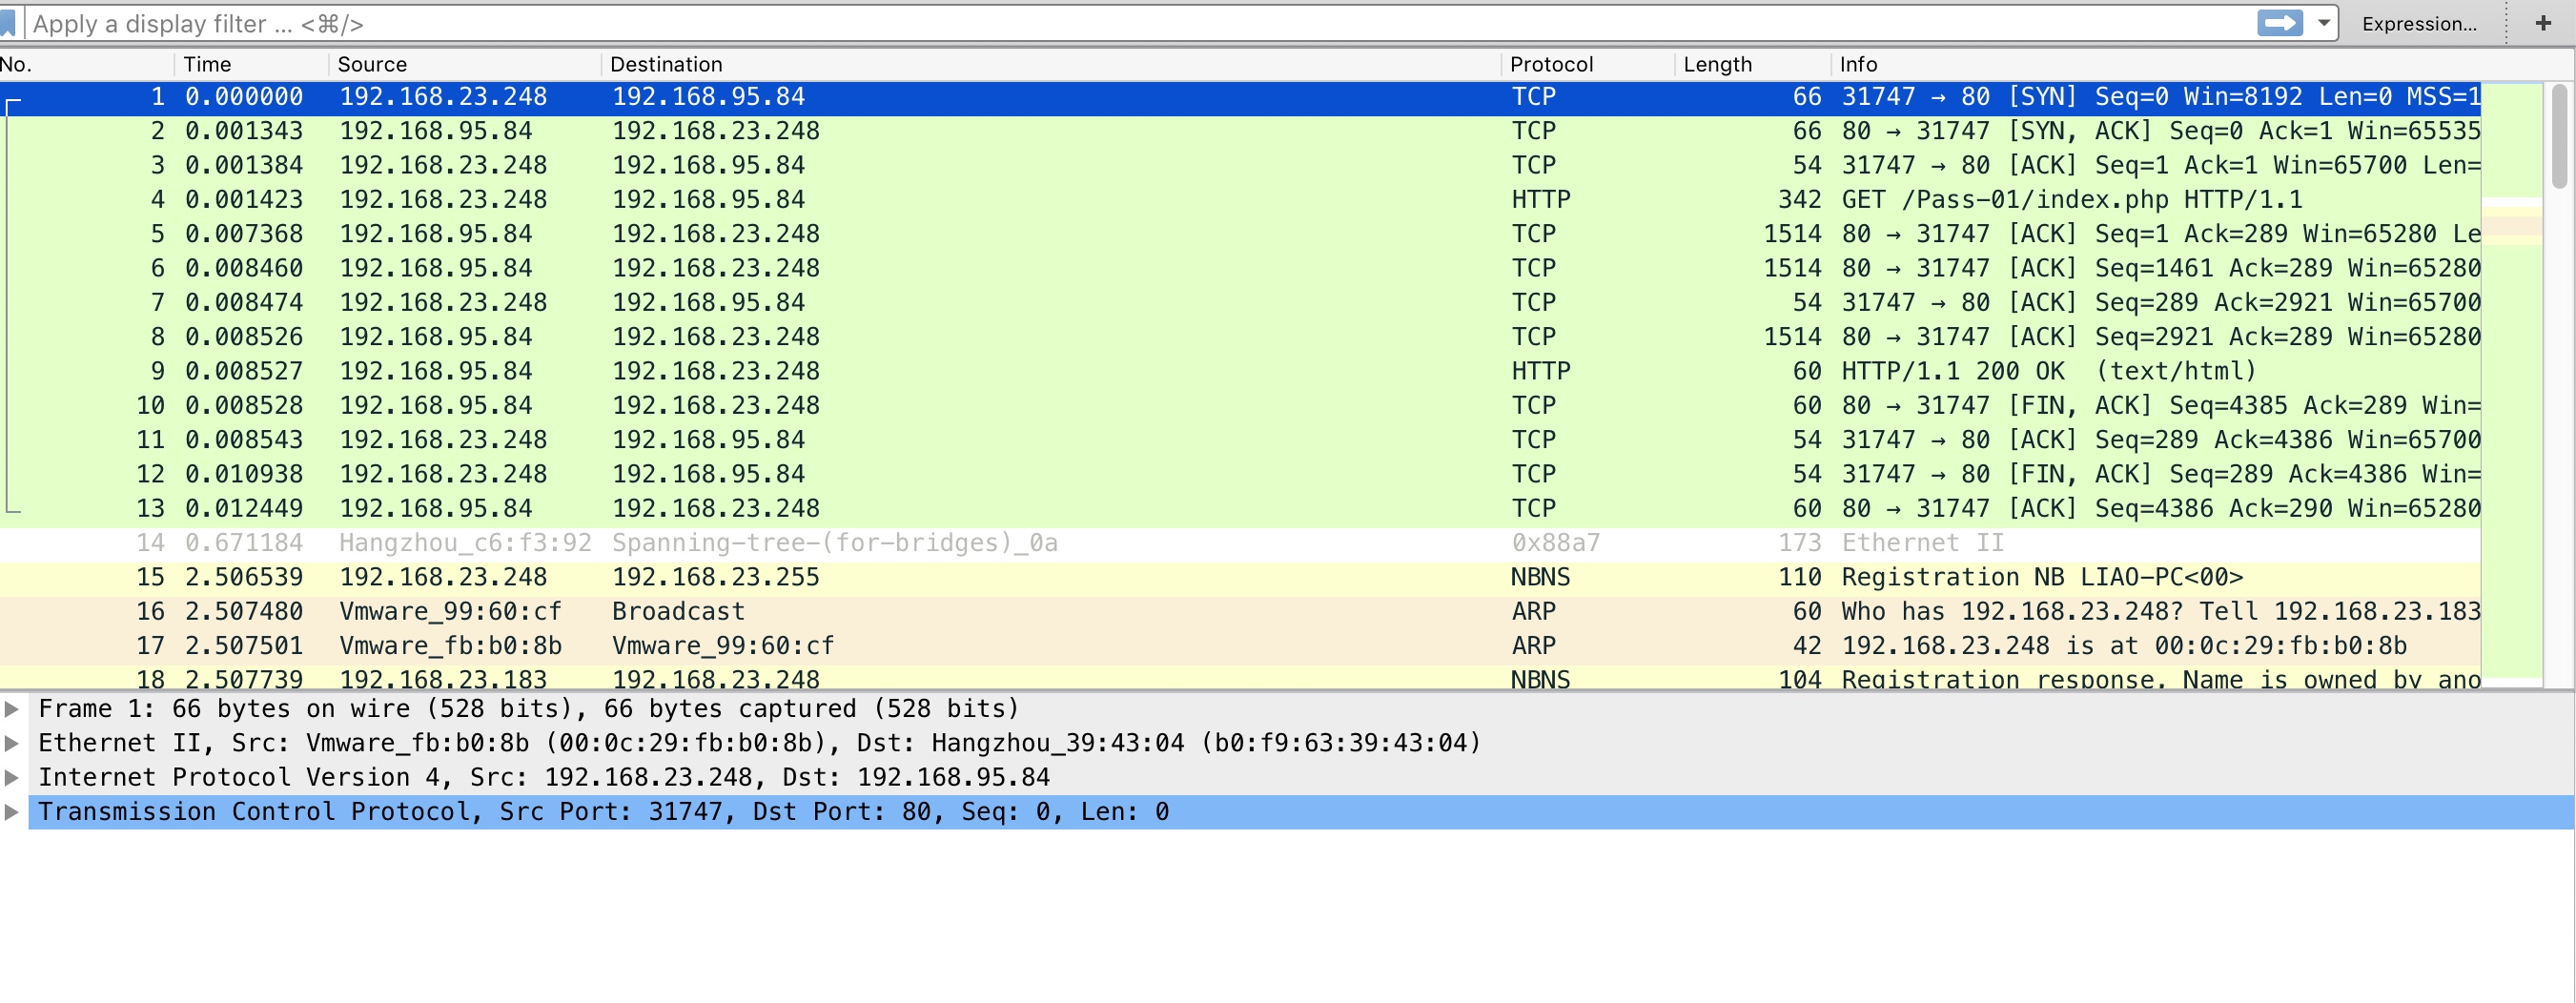 Apply a display filter ... <⌘/> Expression... +
No. Time Source Destination Protocol Length Info
1 0.000000 192.168.23.248 192.168.95.84 TCP 66 31747 → 80 [SYN] Seq=0 Win=8192 Len=0 MSS=1
2 0.001343 192.168.95.84 192.168.23.248 TCP 66 80 → 31747 [SYN, ACK] Seq=0 Ack=1 Win=65535
3 0.001384 192.168.23.248 192.168.95.84 TCP 54 31747 → 80 [ACK] Seq=1 Ack=1 Win=65700 Len=
4 0.001423 192.168.23.248 192.168.95.84 HTTP 342 GET /Pass-01/index.php HTTP/1.1
5 0.007368 192.168.95.84 192.168.23.248 TCP 1514 80 → 31747 [ACK] Seq=1 Ack=289 Win=65280 Le
6 0.008460 192.168.95.84 192.168.23.248 TCP 1514 80 → 31747 [ACK] Seq=1461 Ack=289 Win=65280
7 0.008474 192.168.23.248 192.168.95.84 TCP 54 31747 → 80 [ACK] Seq=289 Ack=2921 Win=65700
8 0.008526 192.168.95.84 192.168.23.248 TCP 1514 80 → 31747 [ACK] Seq=2921 Ack=289 Win=65280
9 0.008527 192.168.95.84 192.168.23.248 HTTP 60 HTTP/1.1 200 OK (text/html)
10 0.008528 192.168.95.84 192.168.23.248 TCP 60 80 → 31747 [FIN, ACK] Seq=4385 Ack=289 Win=
11 0.008543 192.168.23.248 192.168.95.84 TCP 54 31747 → 80 [ACK] Seq=289 Ack=4386 Win=65700
12 0.010938 192.168.23.248 192.168.95.84 TCP 54 31747 → 80 [FIN, ACK] Seq=289 Ack=4386 Win=
13 0.012449 192.168.95.84 192.168.23.248 TCP 60 80 → 31747 [ACK] Seq=4386 Ack=290 Win=65280
14 0.671184 Hangzhou_c6:f3:92 Spanning-tree-(for-bridges)_0a 0x88a7 173 Ethernet II
15 2.506539 192.168.23.248 192.168.23.255 NBNS 110 Registration NB LIAO-PC<00>
16 2.507480 Vmware_99:60:cf Broadcast ARP 60 Who has 192.168.23.248? Tell 192.168.23.183
17 2.507501 Vmware_fb:b0:8b Vmware_99:60:cf ARP 42 192.168.23.248 is at 00:0c:29:fb:b0:8b
18 2.507739 192.168.23.183 192.168.23.248 NBNS 104 Registration response, Name is owned by ano
Frame 1: 66 bytes on wire (528 bits), 66 bytes captured (528 bits)
Ethernet II, Src: Vmware_fb:b0:8b (00:0c:29:fb:b0:8b), Dst: Hangzhou_39:43:04 (b0:f9:63:39:43:04)
Internet Protocol Version 4, Src: 192.168.23.248, Dst: 192.168.95.84
Transmission Control Protocol, Src Port: 31747, Dst Port: 80, Seq: 0, Len: 0